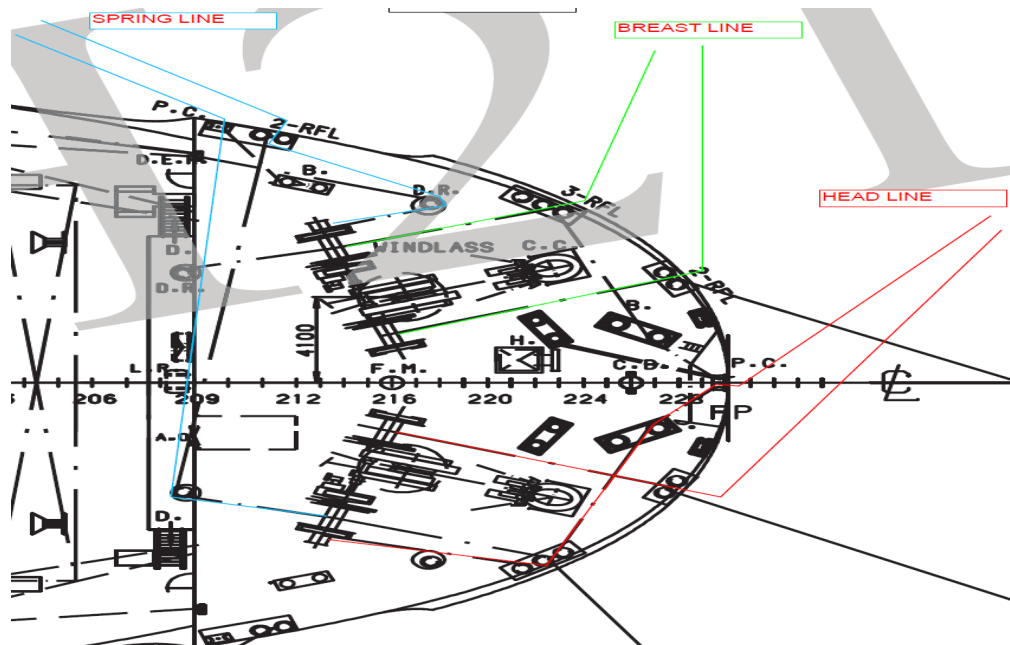 SPRING LINE
BREAST LINE
P.C.
2-RFL
D.E.P.
B.
D.R.
3-RFL
HEAD LINE
WINDLASS
C.C.
D.
D.R.
2-RFL
B.
4100
H.
L.R.
F.M.
C.D.
P.C.
206
209
212
216
220
224
228
FP
A-0
D.